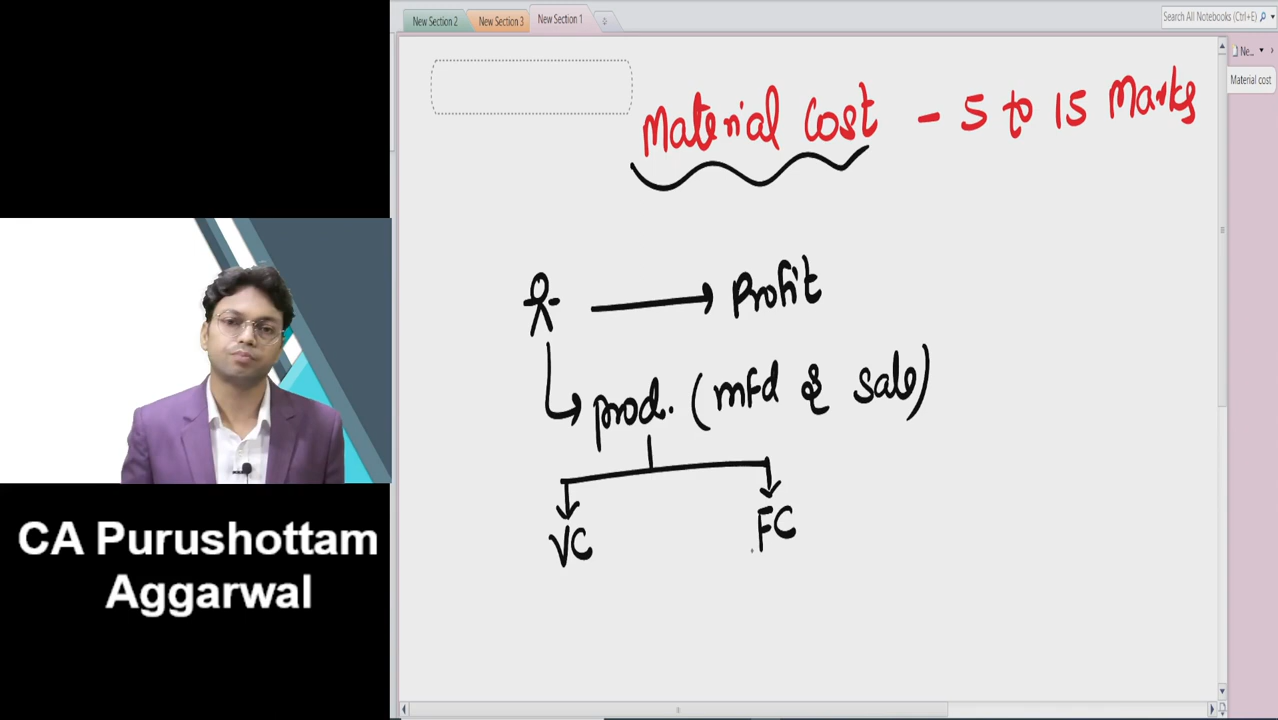 New Section 2 New Section 3 New Section 1
Search All Notebooks (Ctrl+E)
Ne...
Material cost
Material Cost - 5 to 15 Marks
Profit
prod. (mfd & sale)
VC FC
CA Purushottam
Aggarwal